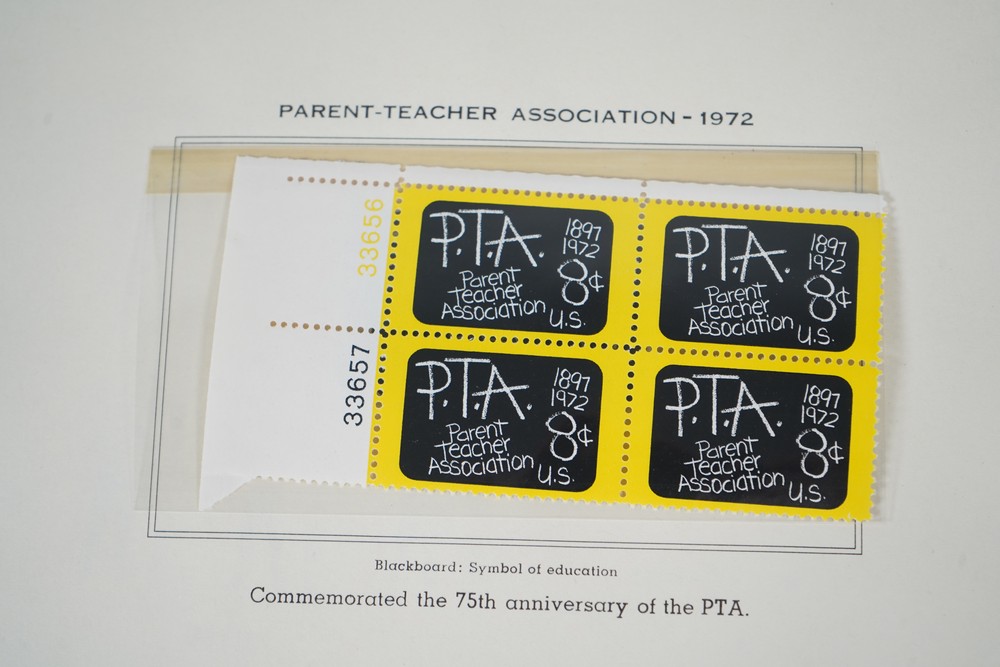 PARENT-TEACHER ASSOCIATION - 1972
33656
33657
P.T.A.
1897
1972
8¢
Parent
Teacher
Association
U.S.
P.T.A.
1897
1972
8¢
Parent
Teacher
Association
U.S.
P.T.A.
1897
1972
8¢
Parent
Teacher
Association
U.S.
P.T.A.
1897
1972
8¢
Parent
Teacher
Association
U.S.
Blackboard: Symbol of education
Commemorated the 75th anniversary of the PTA.